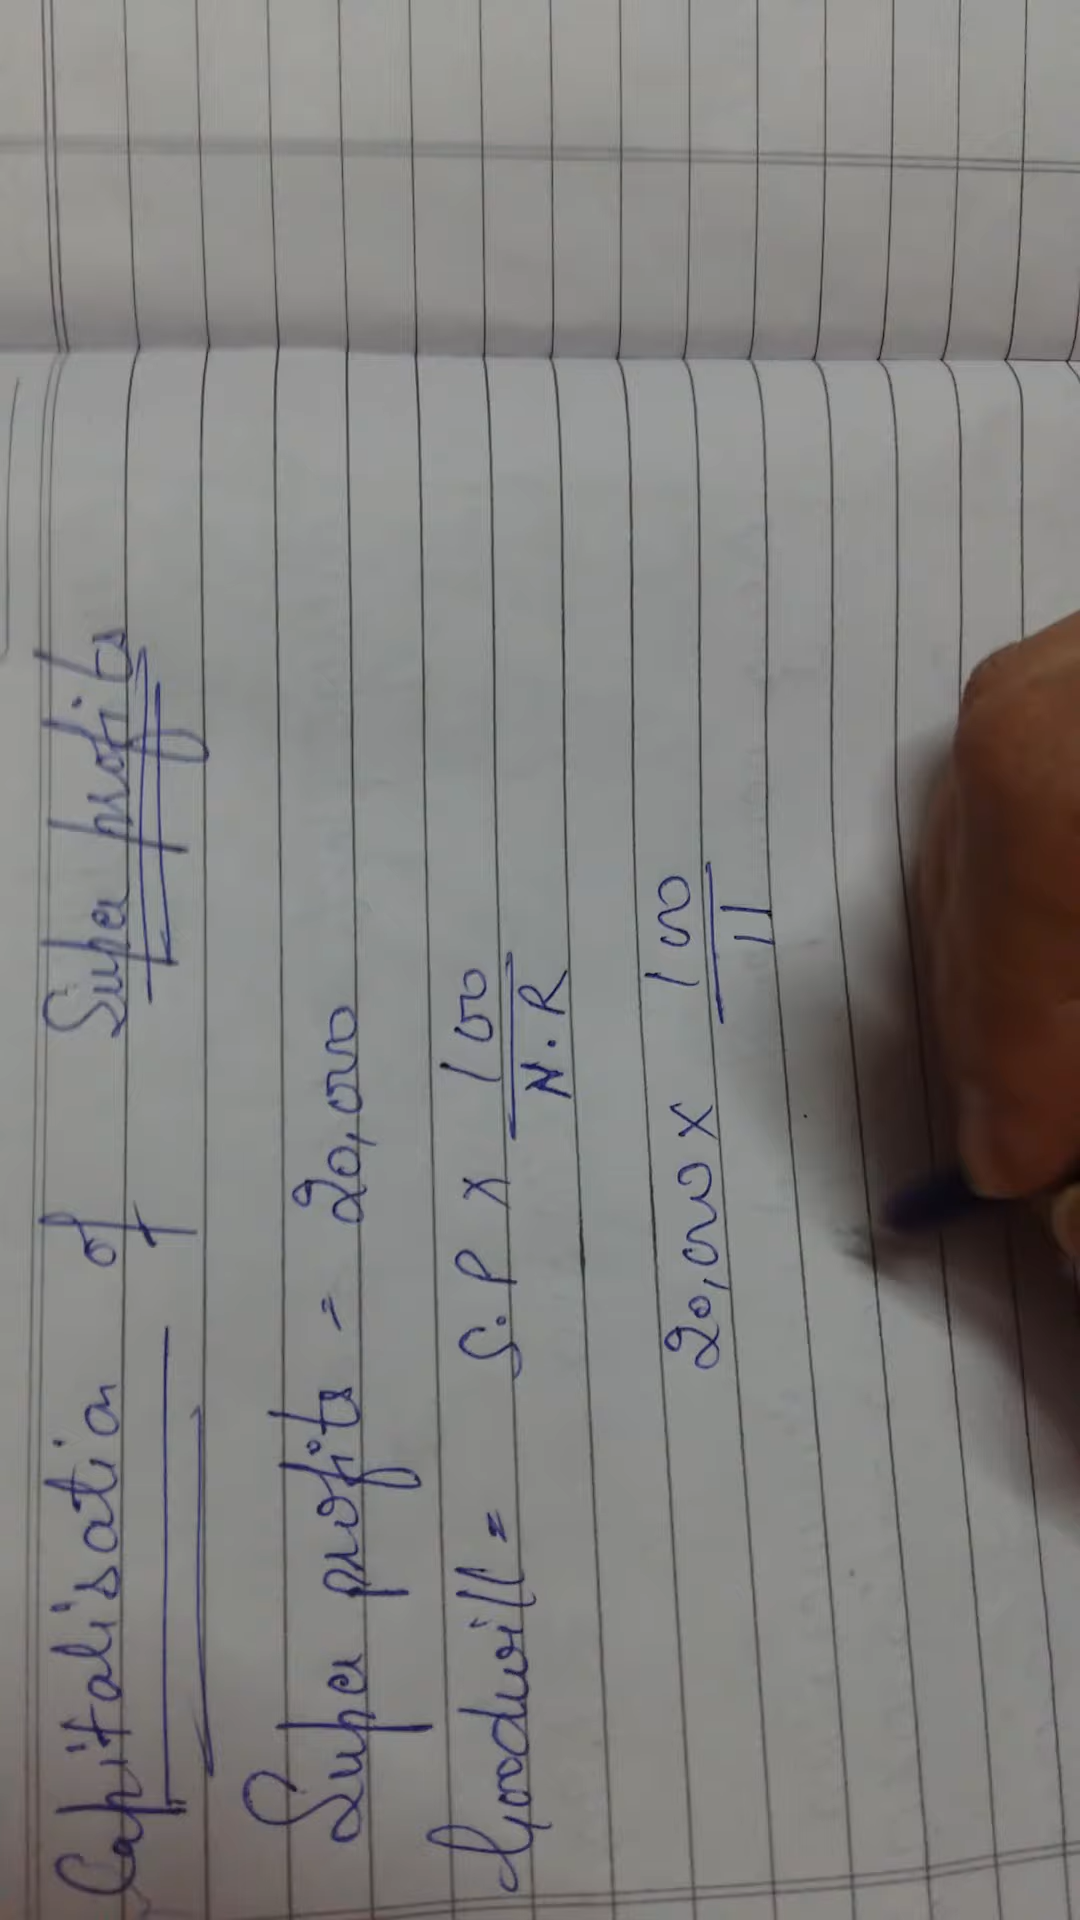 Capitalisation of Super profits
Super profits = 20,000
Goodwill = S.P x 100
N.R
20,000 x 100
11